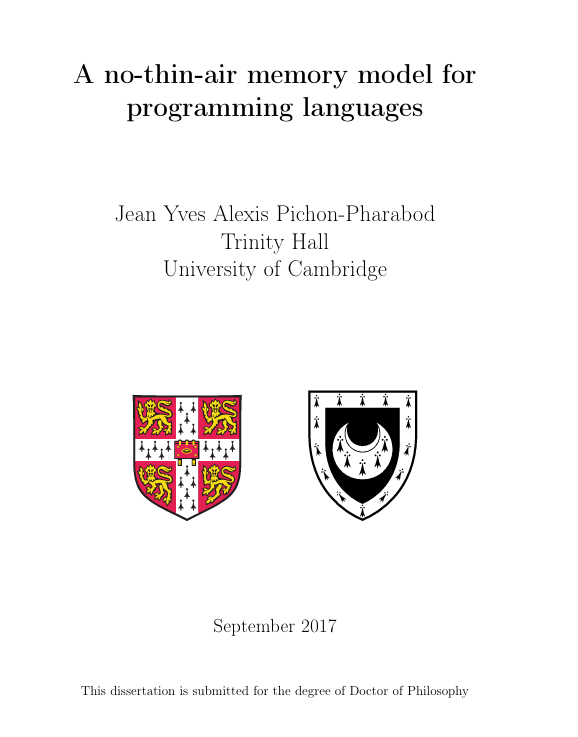 A no-thin-air memory model for
programming languages
Jean Yves Alexis Pichon-Pharabod
Trinity Hall
University of Cambridge
September 2017
This dissertation is submitted for the degree of Doctor of Philosophy